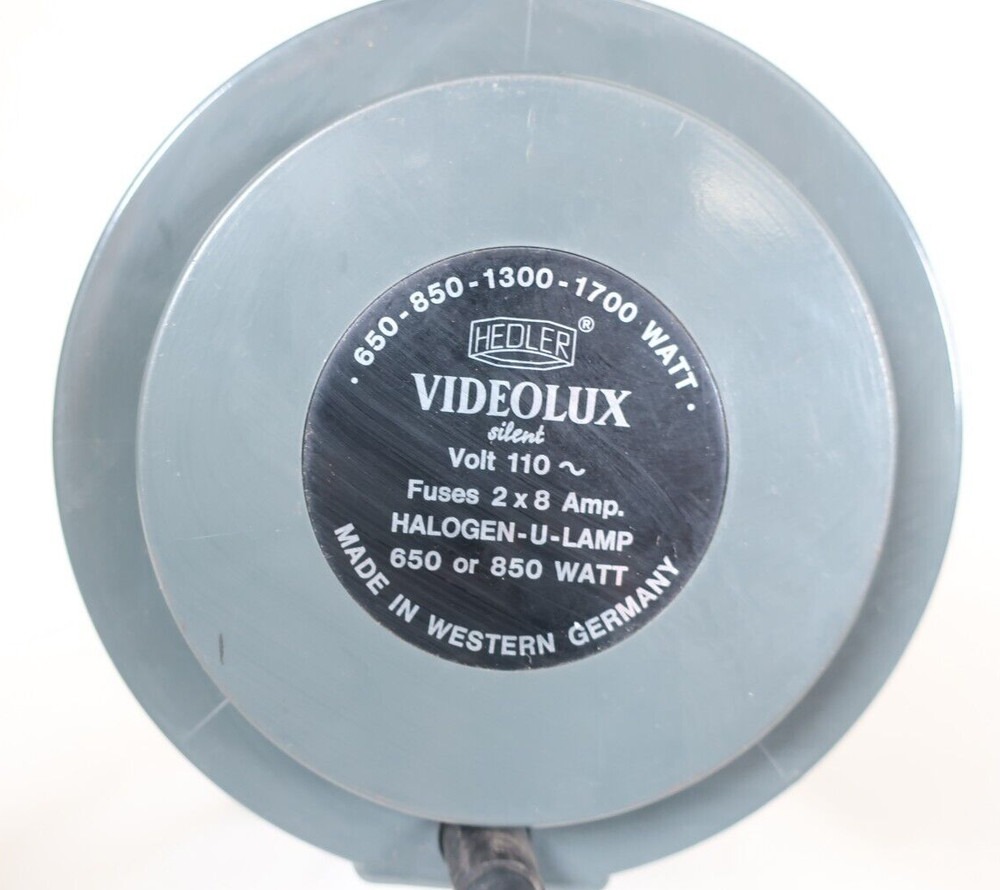 · 650-850-1300-1700 WATT ·
HEDLER®
VIDEOLUX
silent
Volt 110 ~
Fuses 2 x 8 Amp.
HALOGEN-U-LAMP
650 or 850 WATT
MADE IN WESTERN GERMANY